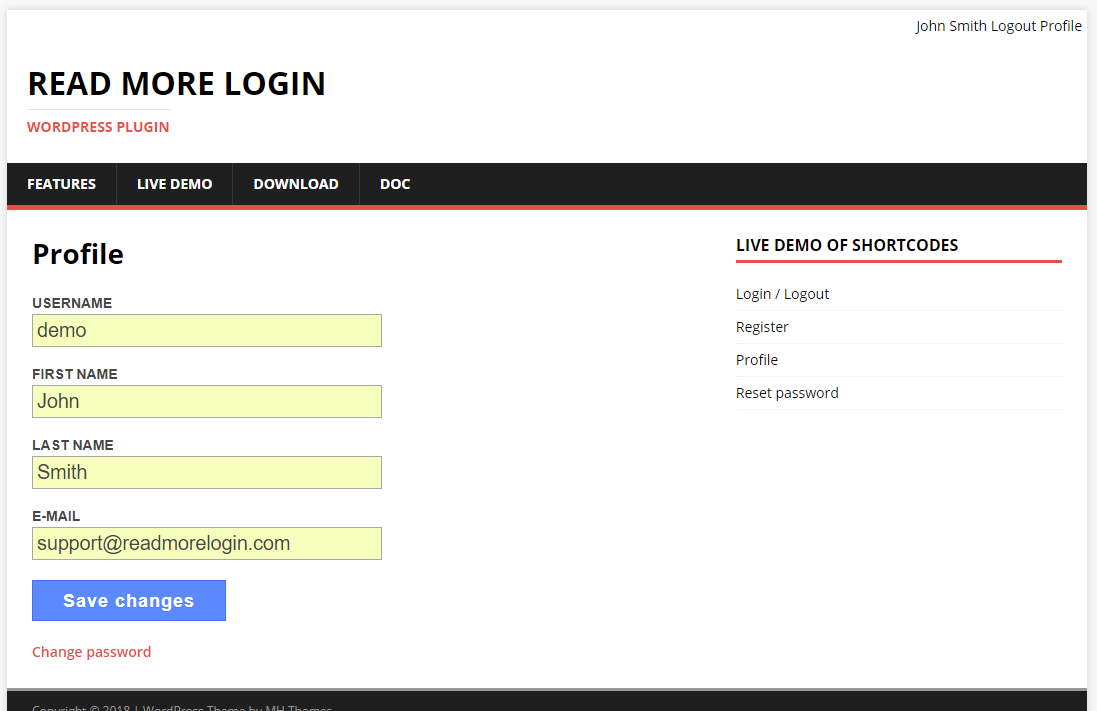 John Smith Logout Profile
READ MORE LOGIN
WORDPRESS PLUGIN
FEATURES LIVE DEMO DOWNLOAD DOC
Profile
USERNAME
demo
FIRST NAME
John
LAST NAME
Smith
E-MAIL
support@readmorelogin.com
Save changes
Change password
LIVE DEMO OF SHORTCODES
Login / Logout
Register
Profile
Reset password
Copyright © 2018 | WordPress Theme by MH Themes